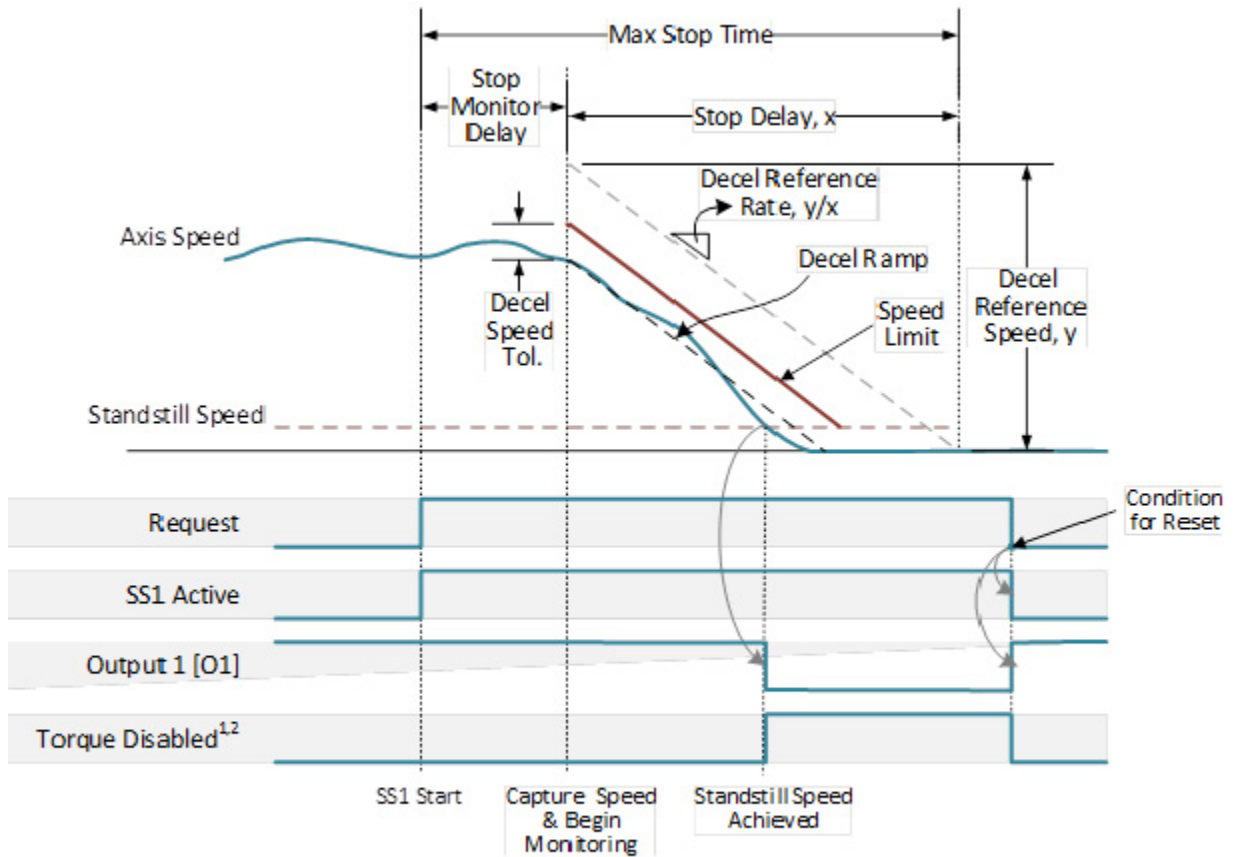 Max Stop Time
Stop
Monitor
Delay
Stop Delay, x
Decel Reference
Rate, y/x
Axis Speed
Decel Ramp
Decel
Speed
Tol.
Speed
Limit
Decel
Reference
Speed, y
Standstill Speed
Request
Condition
for Reset
SS1 Active
Output 1 [O1]
Torque Disabled1,2
SS1 Start
Capture Speed
& Begin
Monitoring
Standstill Speed
Achieved